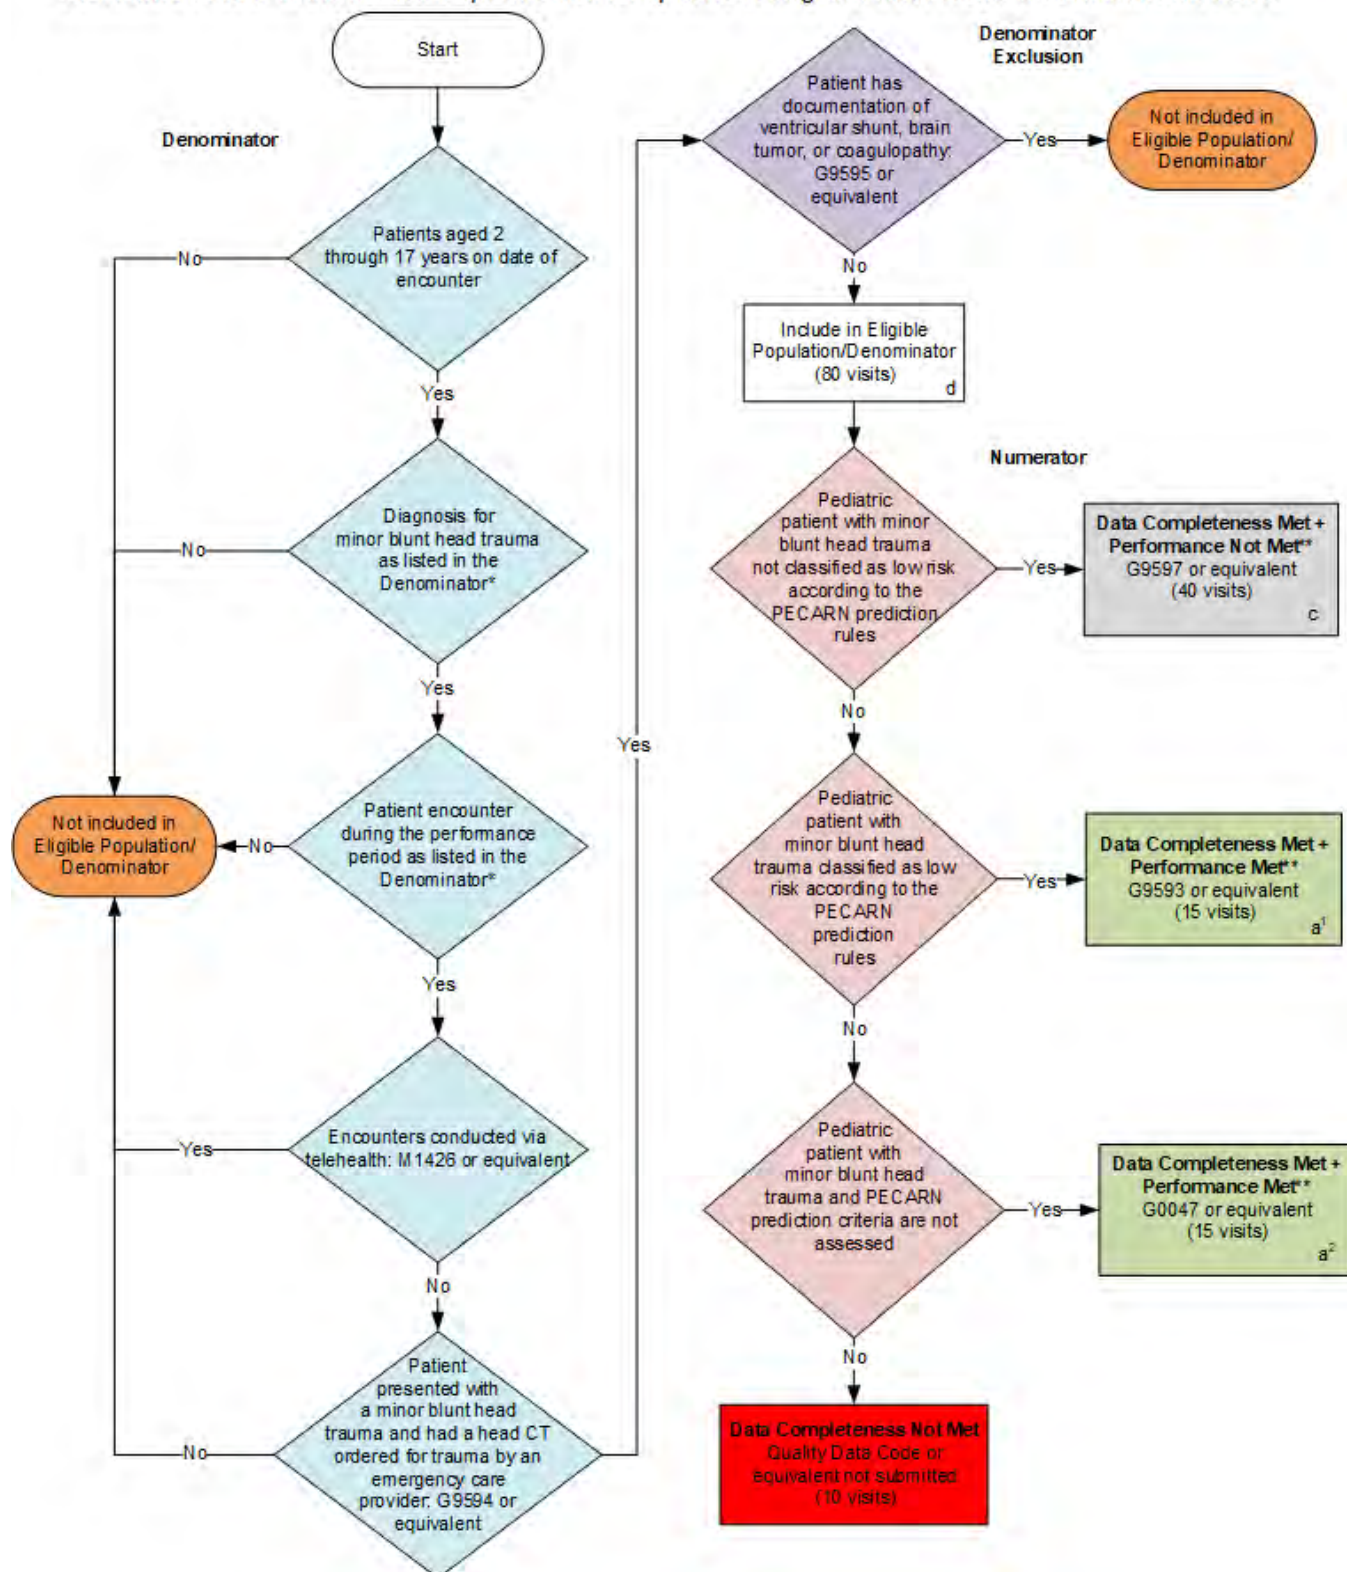 Start
Denominator
Patients aged 2
through 17 years on date of
encounter
No
Yes
Diagnosis for
minor blunt head trauma
as listed in the
Denominator*
No
Yes
Patient encounter
during the performance
period as listed in the
Denominator*
No
Not included in
Eligible Population/
Denominator
Yes
Encounters conducted via
telehealth: M1426 or equivalent
Yes
No
Patient
presented with
a minor blunt head
trauma and had a head CT
ordered for trauma by an
emergency care
provider: G9594 or
equivalent
No
Yes
Denominator
Exclusion
Patient has
documentation of
ventricular shunt, brain
tumor, or coagulopathy:
G9595 or
equivalent
Yes
Not included in
Eligible Population/
Denominator
No
Include in Eligible
Population/Denominator
(80 visits)
d
Numerator
Pediatric
patient with minor
blunt head trauma
not classified as low risk
according to the
PECARN prediction
rules
Yes
Data Completeness Met +
Performance Not Met**
G9597 or equivalent
(40 visits)
c
No
Pediatric
patient with
minor blunt head
trauma classified as low
risk according to the
PECARN
prediction
rules
Yes
Data Completeness Met +
Performance Met**
G9593 or equivalent
(15 visits)
a¹
No
Pediatric
patient with
minor blunt head
trauma and PECARN
prediction criteria are not
assessed
Yes
Data Completeness Met +
Performance Met**
G0047 or equivalent
(15 visits)
a²
No
Data Completeness Not Met
Quality Data Code or
equivalent not submitted
(10 visits)